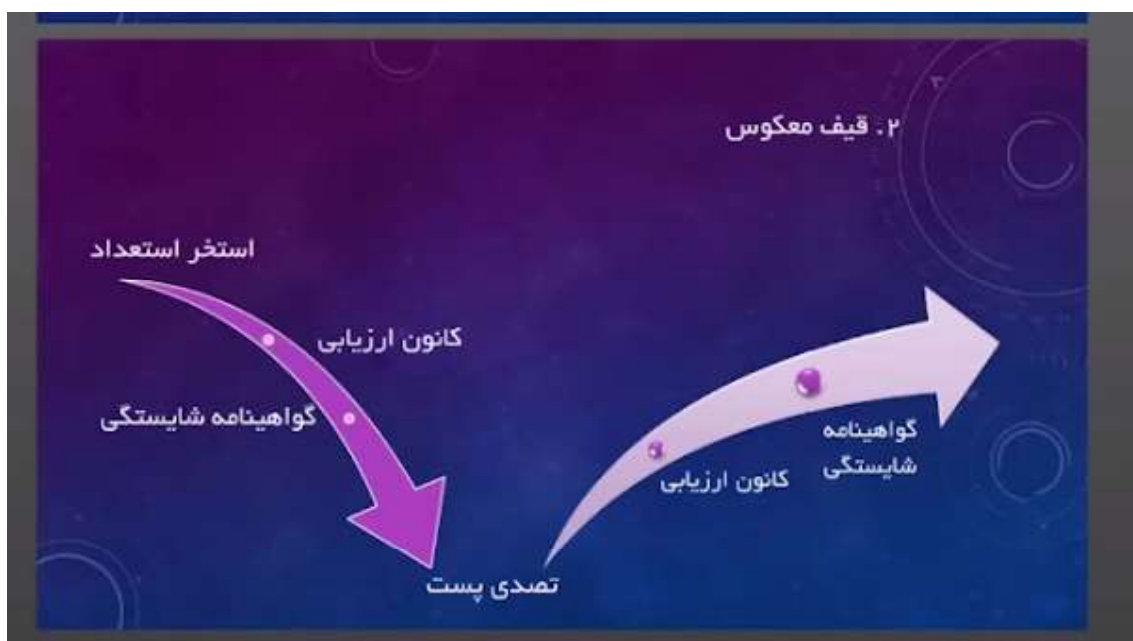 ۲. قیف معکوس
استخر استعداد
کانون ارزیابی
گواهینامه شایستگی
تصدی پست
کانون ارزیابی
گواهینامه
شایستگی